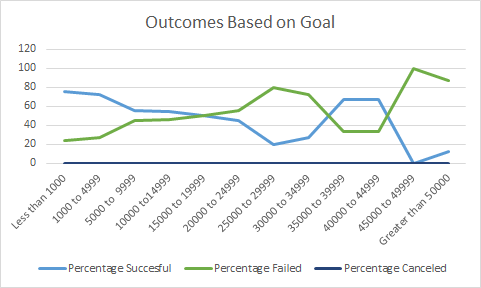 Outcomes Based on Goal
120
100
80
60
40
20
0
Less than 1000
1000 to 4999
5000 to  9999
10000 to14999
15000 to 19999
20000 to 24999
25000 to 29999
30000 to 34999
35000 to 39999
40000 to 44999
45000 to 49999
Greater than 50000
Percentage Succesful
Percentage Failed
Percentage Canceled